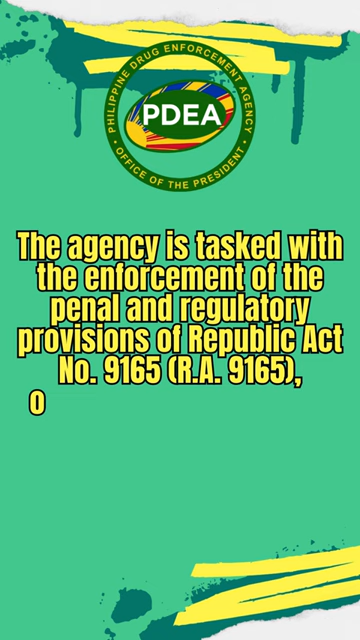 PHILIPPINE DRUG ENFORCEMENT AGENCY
PDEA
• OFFICE OF THE PRESIDENT •
The agency is tasked with
the enforcement of the
penal and regulatory
provisions of Republic Act
No. 9165 (R.A. 9165),
O